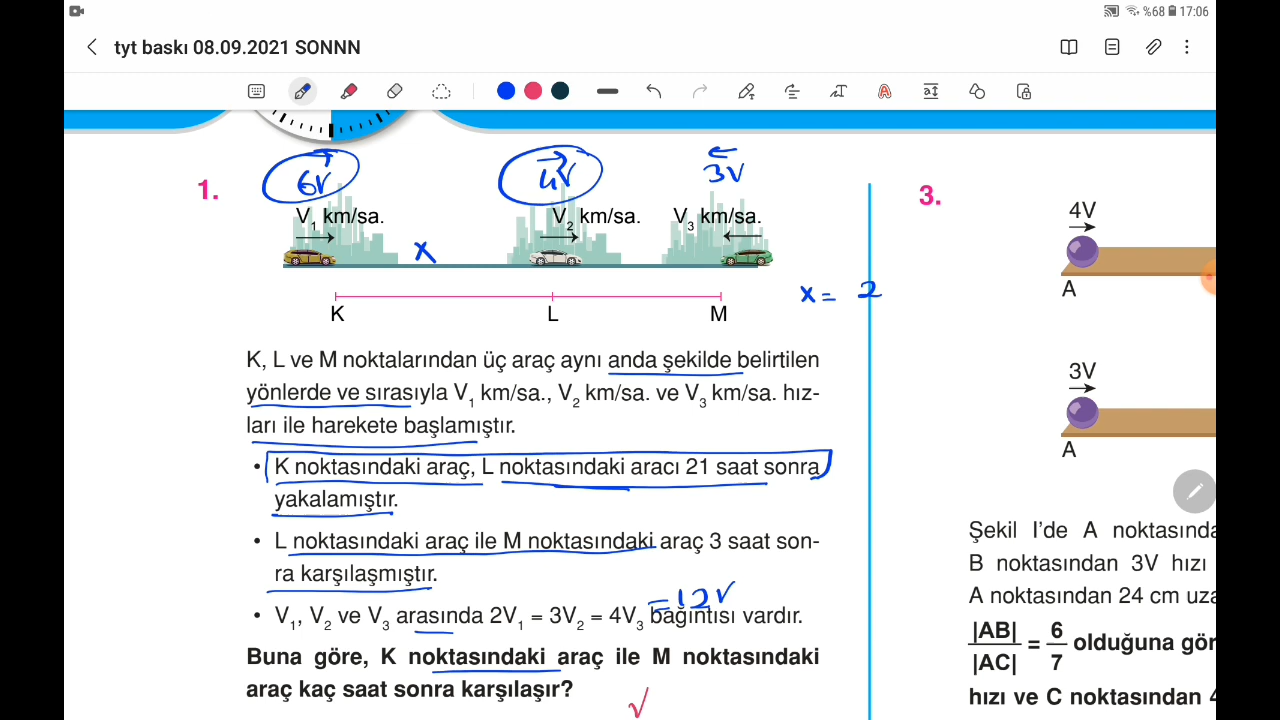 %68 17:06
tyt baskı 08.09.2021 SONNN
1.
6V 4V 3V
V1 km/sa. V2 km/sa. V3 km/sa.
x
K L M
x = 2
K, L ve M noktalarından üç araç aynı anda şekilde belirtilen
yönlerde ve sırasıyla V1 km/sa., V2 km/sa. ve V3 km/sa. hız-
ları ile harekete başlamıştır.
• K noktasındaki araç, L noktasındaki aracı 21 saat sonra
yakalamıştır.
• L noktasındaki araç ile M noktasındaki araç 3 saat son-
ra karşılaşmıştır.
= 12V
• V1, V2 ve V3 arasında 2V1 = 3V2 = 4V3 bağıntısı vardır.
Buna göre, K noktasındaki araç ile M noktasındaki
araç kaç saat sonra karşılaşır?
3.
4V
A
3V
A
Şekil I'de A noktasında
B noktasından 3V hızı
A noktasından 24 cm uza
|AB| / |AC| = 6/7 olduğuna gör
hızı ve C noktasından 4